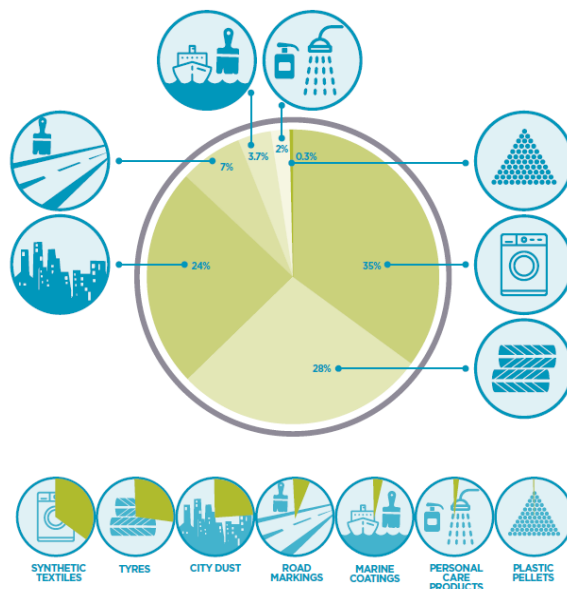 3.7%
2%
0.3%
7%
24%
35%
28%
SYNTHETIC
TEXTILES
TYRES
CITY DUST
ROAD
MARKINGS
MARINE
COATINGS
PERSONAL
CARE
PRODUCTS
PLASTIC
PELLETS